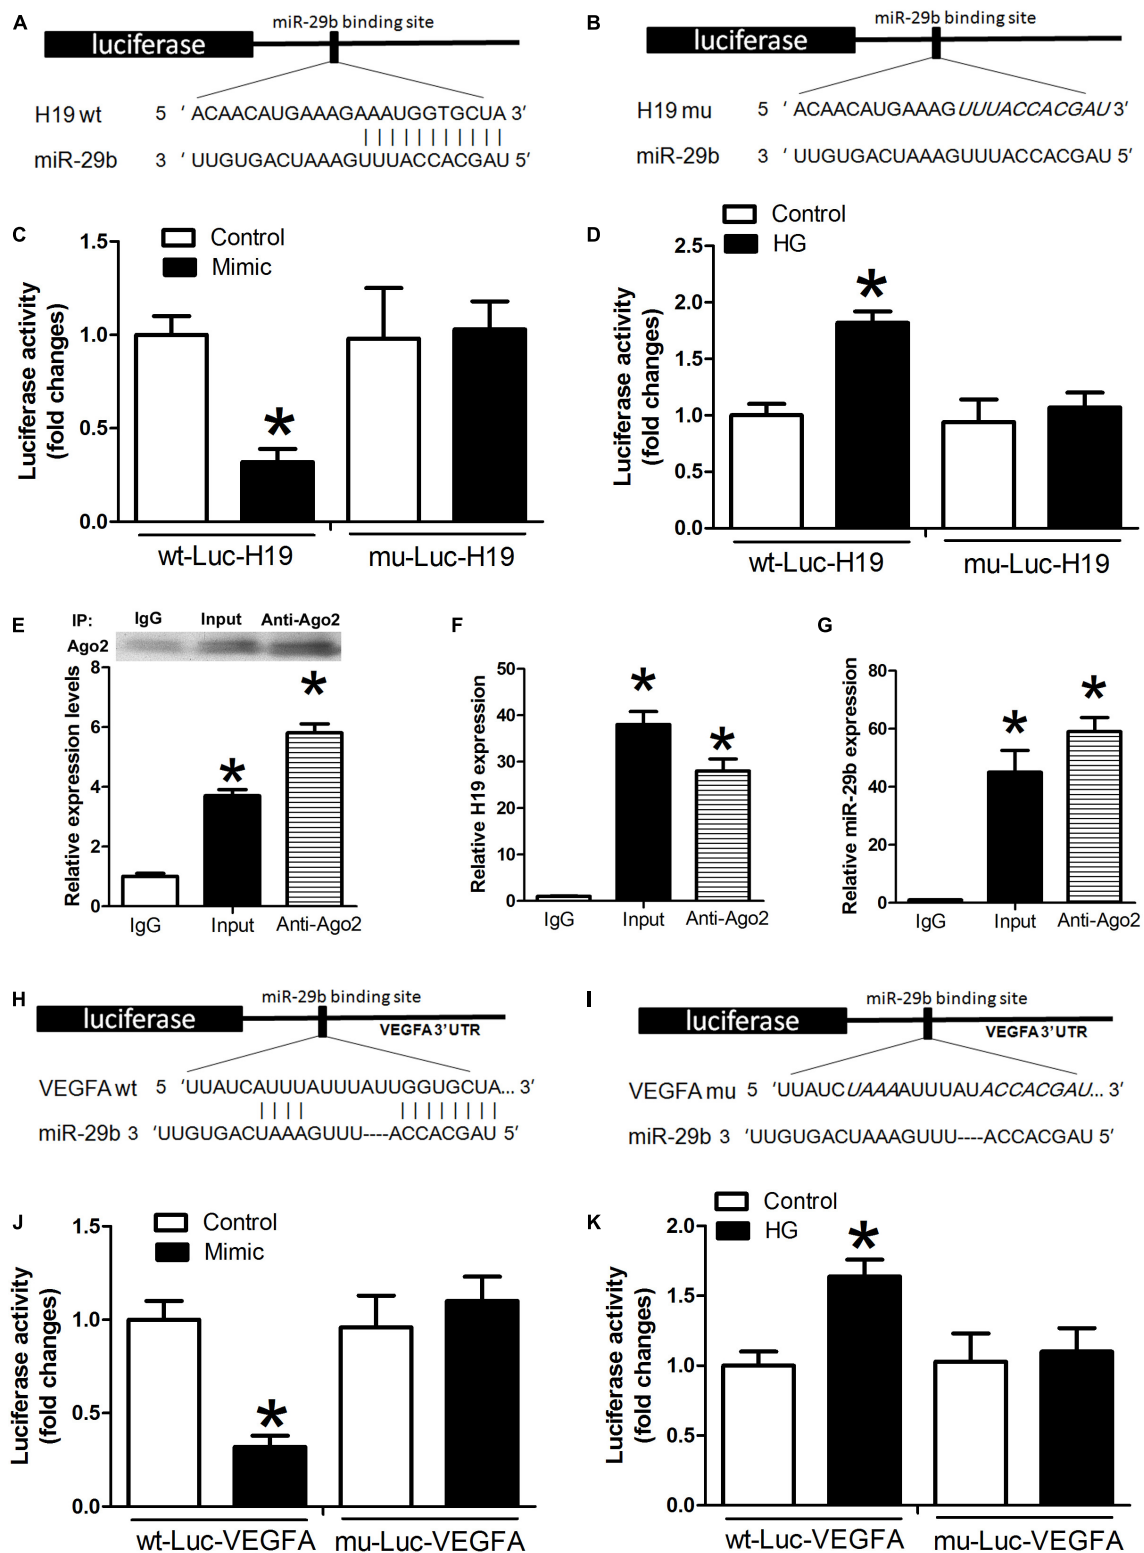 A
miR-29b binding site
luciferase
H19 wt 5 ' ACAACAUGAAAGAAAUGGTGCUA 3'
miR-29b 3 ' UUGUGACUAAAGUUUACCACGAU 5'
B
miR-29b binding site
luciferase
H19 mu 5 ' ACAACAUGAAAGUUUACCACGAU 3'
miR-29b 3 ' UUGUGACUAAAGUUUACCACGAU 5'
C
Control
Mimic
Luciferase activity
(fold changes)
1.5
1.0
0.5
0.0
wt-Luc-H19 mu-Luc-H19
D
Control
HG
Luciferase activity
(fold changes)
2.5
2.0
1.5
1.0
0.5
0.0
*
*
wt-Luc-H19 mu-Luc-H19
E
IP: IgG Input Anti-Ago2
Ago2
Relative expression levels
8
6
4
2
0
*
*
IgG Input Anti-Ago2
F
Relative H19 expression
50
40
30
20
10
0
*
*
IgG Input Anti-Ago2
G
Relative miR-29b expression
80
60
40
20
0
*
*
IgG Input Anti-Ago2
H
miR-29b binding site
luciferase
VEGFA 3'UTR
VEGFA wt 5 'UUAUCAUUUAUUUAUUGGUGCUA... 3'
miR-29b 3 'UUGUGACUAAAGUUU----ACCACGAU 5'
I
miR-29b binding site
luciferase
VEGFA 3'UTR
VEGFA mu 5 'UUAUCUAAAAUUUAUACCACGAU... 3'
miR-29b 3 'UUGUGACUAAAGUUU----ACCACGAU 5'
J
Control
Mimic
Luciferase activity
(fold changes)
1.5
1.0
0.5
0.0
*
wt-Luc-VEGFA mu-Luc-VEGFA
K
Control
HG
Luciferase activity
(fold changes)
2.0
1.5
1.0
0.5
0.0
*
wt-Luc-VEGFA mu-Luc-VEGFA